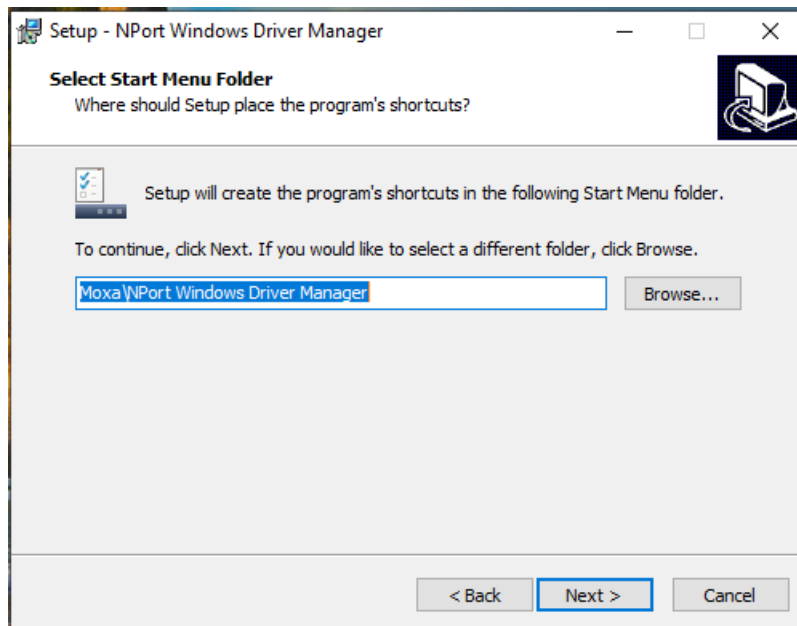 Setup - NPort Windows Driver Manager
Select Start Menu Folder
Where should Setup place the program's shortcuts?
Setup will create the program's shortcuts in the following Start Menu folder.
To continue, click Next. If you would like to select a different folder, click Browse.
Moxa\NPort Windows Driver Manager
Browse...
< Back
Next >
Cancel